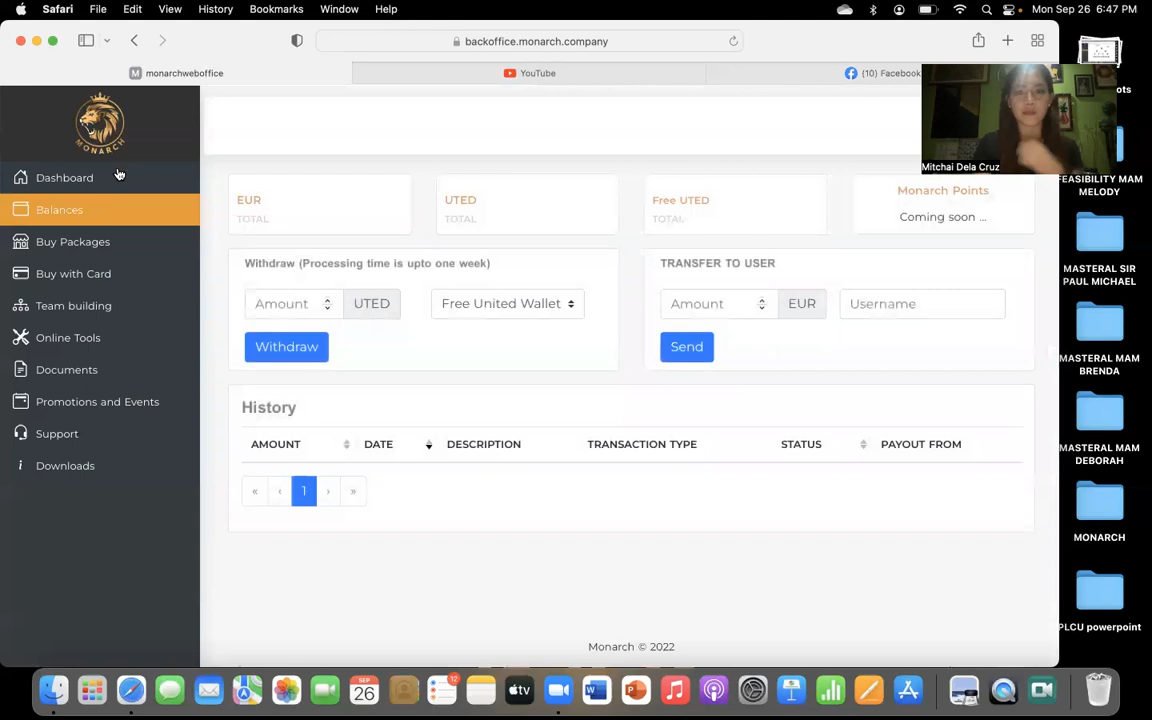 Safari File Edit View History Bookmarks Window Help Mon Sep 26 6:47 PM
backoffice.monarch.company
M monarchweboffice YouTube (10) Facebook
MONARCH
Mitchai Dela Cruz
Dashboard
Balances
Buy Packages
Buy with Card
Team building
Online Tools
Documents
Promotions and Events
Support
Downloads
EUR
TOTAL
UTED
TOTAL
Free UTED
TOTAL
Monarch Points
Coming soon ...
Withdraw (Processing time is upto one week)
Amount UTED Free United Wallet
Withdraw
TRANSFER TO USER
Amount EUR Username
Send
History
AMOUNT DATE DESCRIPTION TRANSACTION TYPE STATUS PAYOUT FROM
« ‹ 1 › »
Monarch © 2022
FEASIBILITY MAM
MELODY
MASTERAL SIR
PAUL MICHAEL
MASTERAL MAM
BRENDA
MASTERAL MAM
DEBORAH
MONARCH
PLCU powerpoint
SEP
26
12
tv
W
P